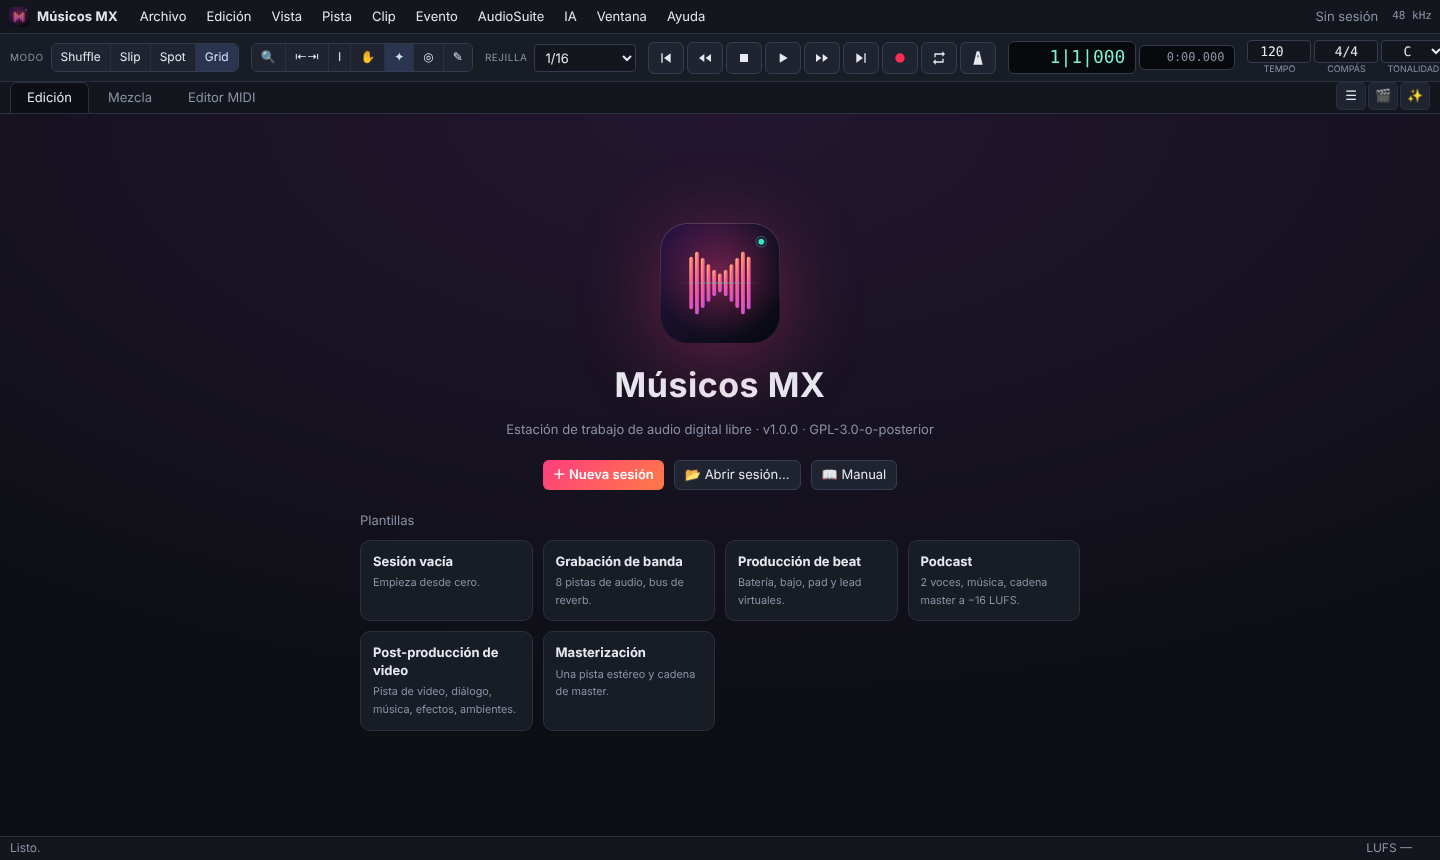 Músicos MX Archivo Edición Vista Pista Clip Evento AudioSuite IA Ventana Ayuda Sin sesión 48 kHz
MODO Shuffle Slip Spot Grid REJILLA 1/16 1|1|000 0:00.000 120 4/4 C
TEMPO COMPÁS TONALIDAD
Edición Mezcla Editor MIDI
Músicos MX
Estación de trabajo de audio digital libre · v1.0.0 · GPL-3.0-o-posterior
+ Nueva sesión Abrir sesión... Manual
Plantillas
Sesión vacía Grabación de banda Producción de beat Podcast
Empieza desde cero. 8 pistas de audio, bus de Batería, bajo, pad y lead 2 voces, música, cadena
reverb. virtuales. master a −16 LUFS.
Post-producción de Masterización
video
Una pista estéreo y cadena
Pista de video, diálogo, de master.
música, efectos, ambientes.
Listo. LUFS —